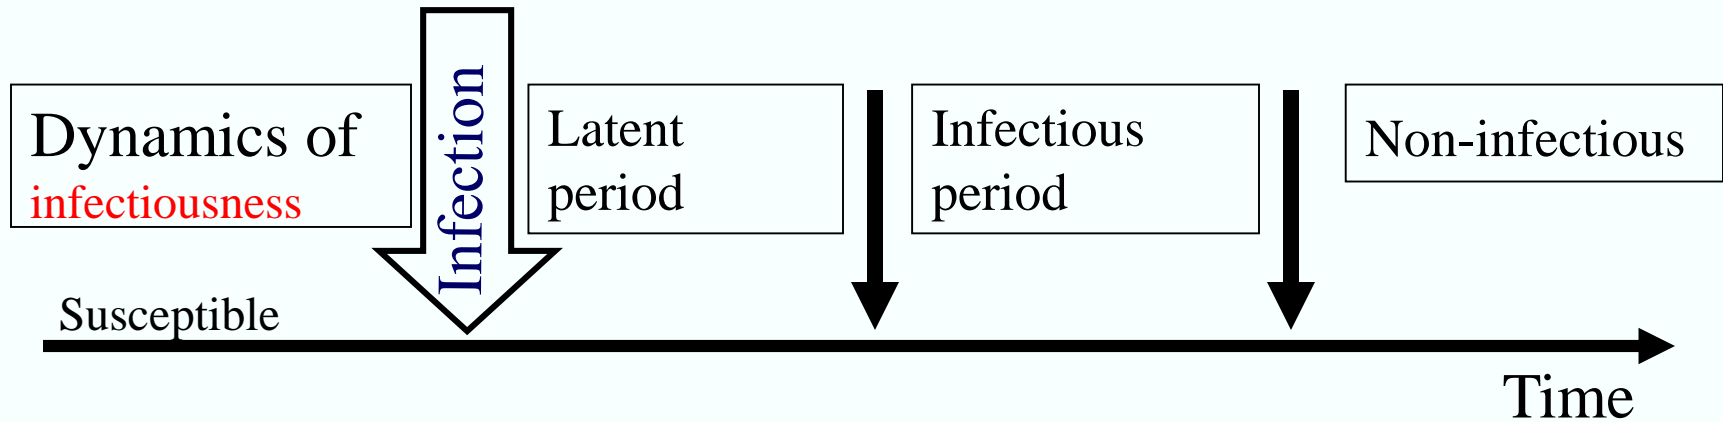 Dynamics of
infectiousness
Infection
Latent
period
Infectious
period
Non-infectious
Susceptible
Time